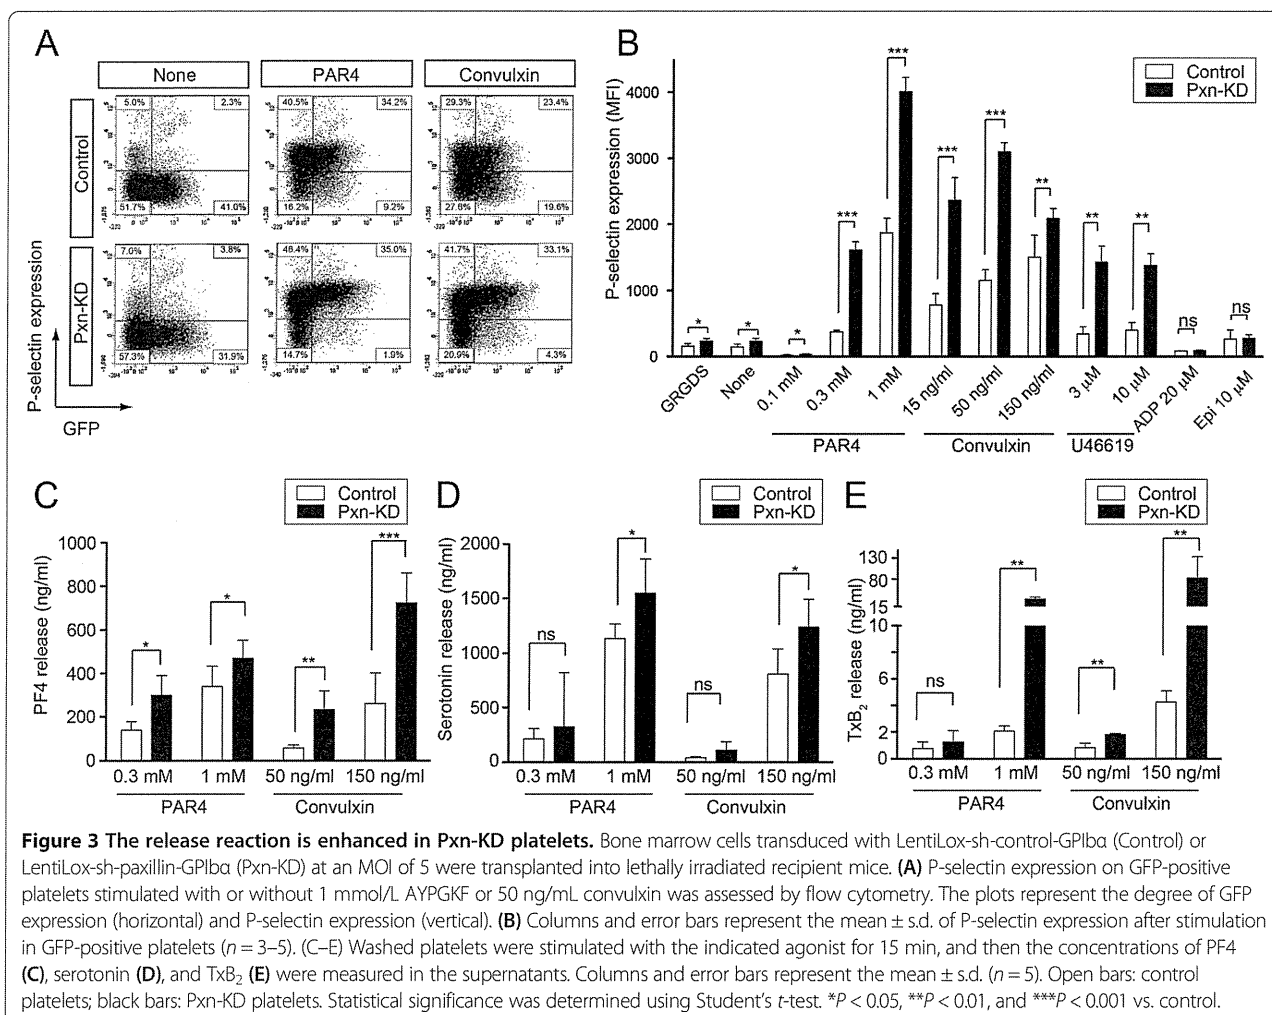 A
None
PAR4
Convulxin
Control
Pxn-KD
5.0% 2.3%
51.7% 41.0%
40.5% 34.2%
16.2% 9.2%
29.3% 23.4%
27.6% 19.6%
7.0% 3.8%
57.3% 31.9%
48.4% 35.0%
14.7% 1.9%
41.7% 33.1%
20.9% 4.3%
P-selectin expression
GFP
B
Control
Pxn-KD
P-selectin expression (MFI)
4000
3000
2000
1000
0
* * * *** *** *** *** ** ** ** ns ns
GRGDS None 0.1 mM 0.3 mM 1 mM 15 ng/ml 50 ng/ml 150 ng/ml 3 μM 10 μM ADP 20 μM Epi 10 μM
PAR4 Convulxin U46619
C
Control
Pxn-KD
PF4 release (ng/ml)
1000
800
600
400
200
0
* * ** ***
0.3 mM 1 mM 50 ng/ml 150 ng/ml
PAR4 Convulxin
D
Control
Pxn-KD
Serotonin release (ng/ml)
2000
1500
1000
500
0
ns * ns *
0.3 mM 1 mM 50 ng/ml 150 ng/ml
PAR4 Convulxin
E
Control
Pxn-KD
TxB2 release (ng/ml)
130
80
15
10
6
2
0
ns ** ** **
0.3 mM 1 mM 50 ng/ml 150 ng/ml
PAR4 Convulxin
Figure 3 The release reaction is enhanced in Pxn-KD platelets. Bone marrow cells transduced with LentiLox-sh-control-GPIbα (Control) or
LentiLox-sh-paxillin-GPIbα (Pxn-KD) at an MOI of 5 were transplanted into lethally irradiated recipient mice. (A) P-selectin expression on GFP-positive
platelets stimulated with or without 1 mmol/L AYPGKF or 50 ng/mL convulxin was assessed by flow cytometry. The plots represent the degree of GFP
expression (horizontal) and P-selectin expression (vertical). (B) Columns and error bars represent the mean ± s.d. of P-selectin expression after stimulation
in GFP-positive platelets (n = 3–5). (C–E) Washed platelets were stimulated with the indicated agonist for 15 min, and then the concentrations of PF4
(C), serotonin (D), and TxB2 (E) were measured in the supernatants. Columns and error bars represent the mean ± s.d. (n = 5). Open bars: control
platelets; black bars: Pxn-KD platelets. Statistical significance was determined using Student's t-test. *P < 0.05, **P < 0.01, and ***P < 0.001 vs. control.